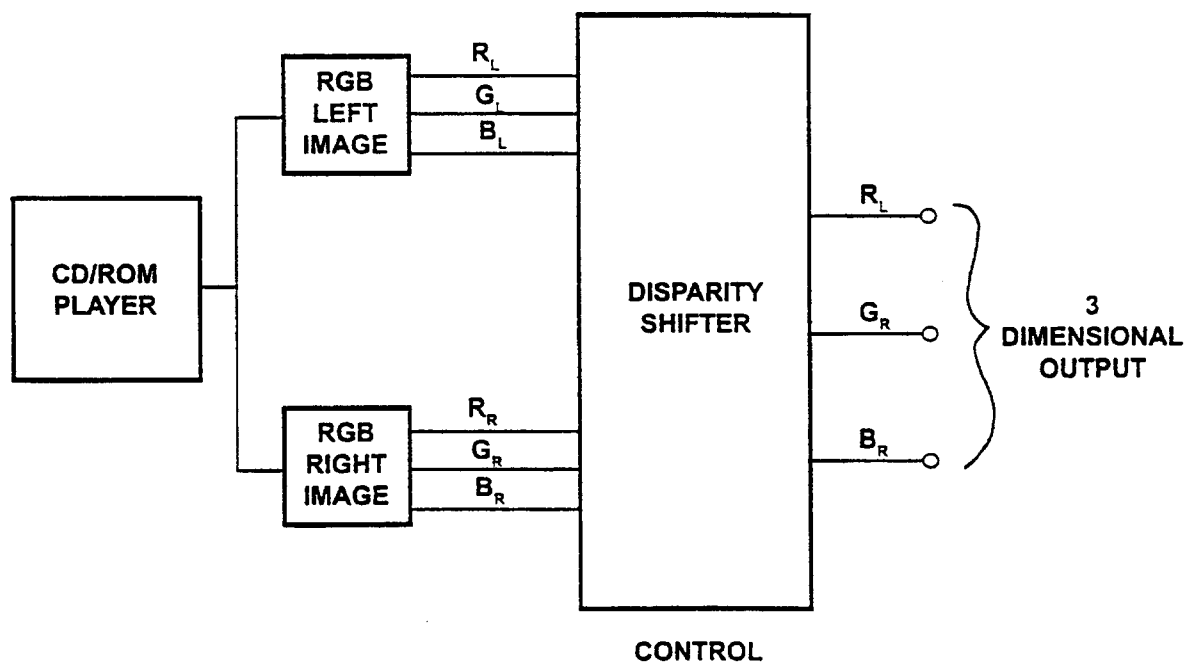 CD/ROM
PLAYER
RGB
LEFT
IMAGE
R_L
G_L
B_L
RGB
RIGHT
IMAGE
R_R
G_R
B_R
DISPARITY
SHIFTER
CONTROL
R_L
G_R
B_R
3
DIMENSIONAL
OUTPUT